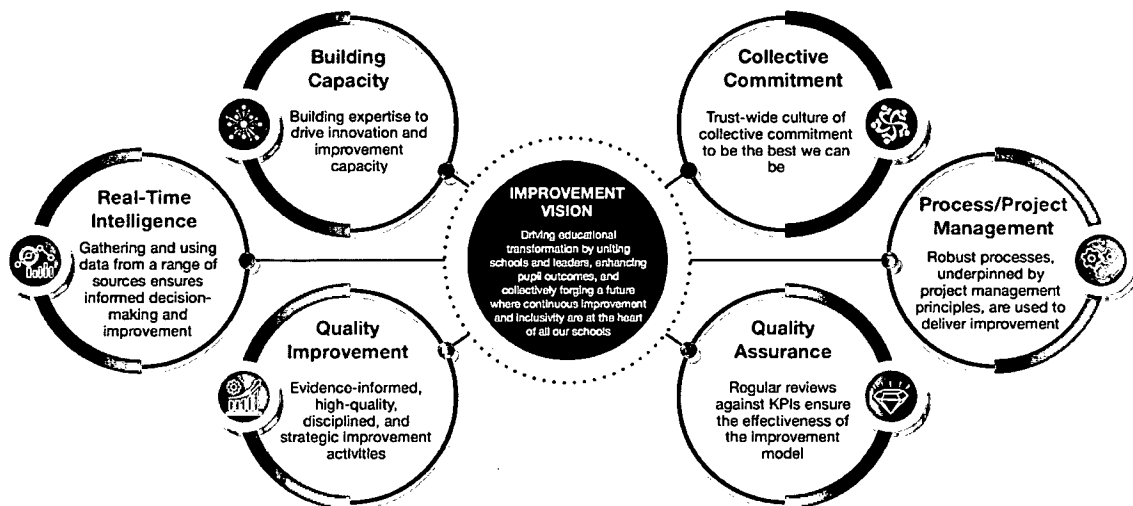 Building
Capacity
Building expertise to
drive innovation and
improvement
capacity
Collective
Commitment
Trust-wide culture of
collective commitment
to be the best we can
be
Real-Time
Intelligence
Gathering and using
data from a range of
sources ensures
informed decision-
making and
improvement
IMPROVEMENT
VISION
Driving educational
transformation by uniting
schools and leaders, enhancing
pupil outcomes, and
collectively forging a future
where continuous improvement
and inclusivity are at the heart
of all our schools
Process/Project
Management
Robust processes,
underpinned by
project management
principles, are used to
deliver improvement
Quality
Improvement
Evidence-informed,
high-quality,
disciplined, and
strategic improvement
activities
Quality
Assurance
Rogular reviews
against KPIs ensure
the effectiveness of
the improvement
model